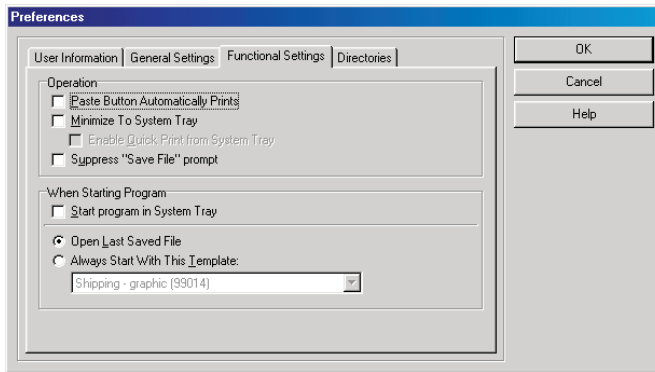 Preferences
User Information General Settings Functional Settings Directories
OK
Cancel
Help
Operation
Paste Button Automatically Prints
Minimize To System Tray
Enable Quick Print from System Tray
Suppress "Save File" prompt
When Starting Program
Start program in System Tray
Open Last Saved File
Always Start With This Template:
Shipping - graphic (99014)